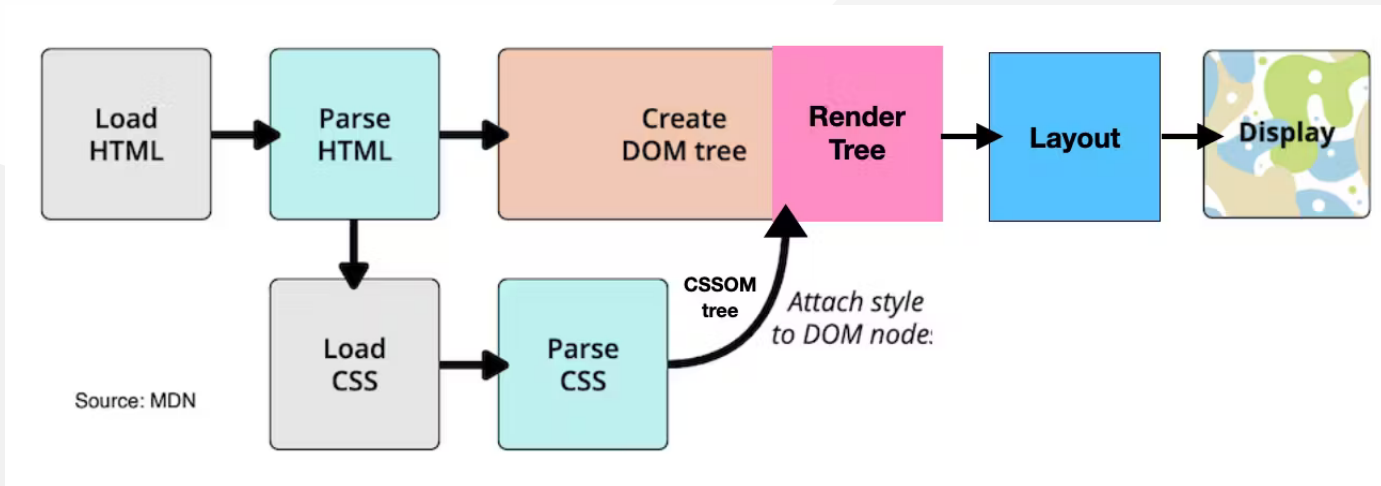 Load
HTML
Parse
HTML
Create
DOM tree
Render
Tree
Layout
Display
Load
CSS
Parse
CSS
CSSOM
tree
Attach style
to DOM node
Source: MDN